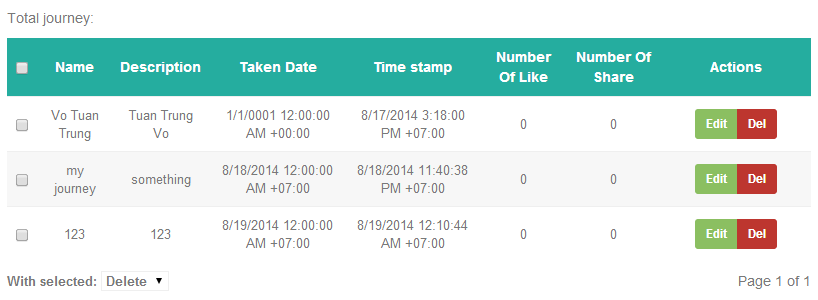 Total journey:
Name Description Taken Date Time stamp Number Of Like Number Of Share Actions
Vo Tuan Trung Tuan Trung Vo 1/1/0001 12:00:00 AM +00:00 8/17/2014 3:18:00 PM +07:00 0 0 Edit Del
my journey something 8/18/2014 12:00:00 AM +07:00 8/18/2014 11:40:38 PM +07:00 0 0 Edit Del
123 123 8/19/2014 12:00:00 AM +07:00 8/19/2014 12:10:44 AM +07:00 0 0 Edit Del
With selected: Delete Page 1 of 1